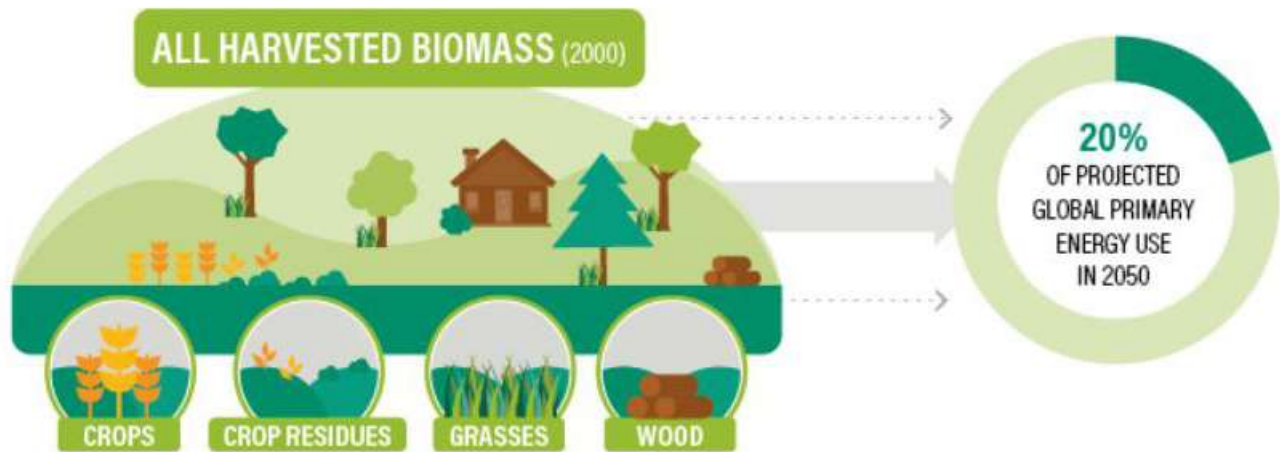 ALL HARVESTED BIOMASS (2000)
20%
OF PROJECTED
GLOBAL PRIMARY
ENERGY USE
IN 2050
CROPS
CROP RESIDUES
GRASSES
WOOD